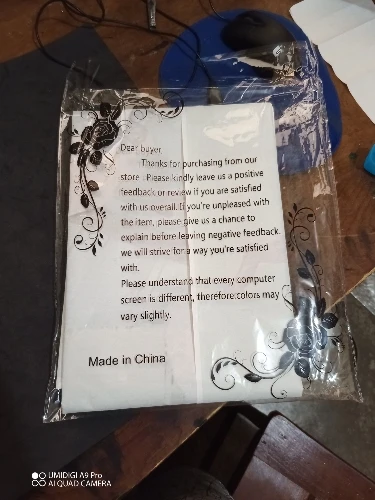 Dear buyer,
Thanks for purchasing from our
store . Please kindly leave us a positive
feedback or review if you are satisfied
with us overall. If you're unpleased with
the item, please give us a chance to
explain before leaving negative feedback.
we will strive for a way you're satisfied
with.
Please understand that every computer
screen is different, therefore colors may
vary slightly.
Made in China
UMIDIGI A9 Pro
AI QUAD CAMERA